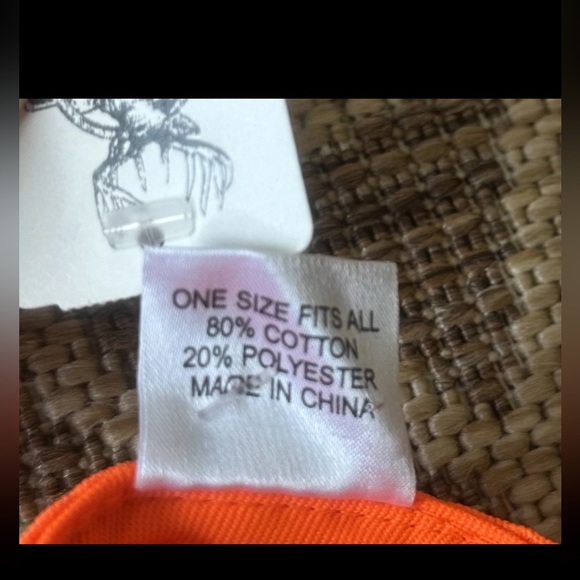 ONE SIZE FITS ALL
80% COTTON
20% POLYESTER
MADE IN CHINA